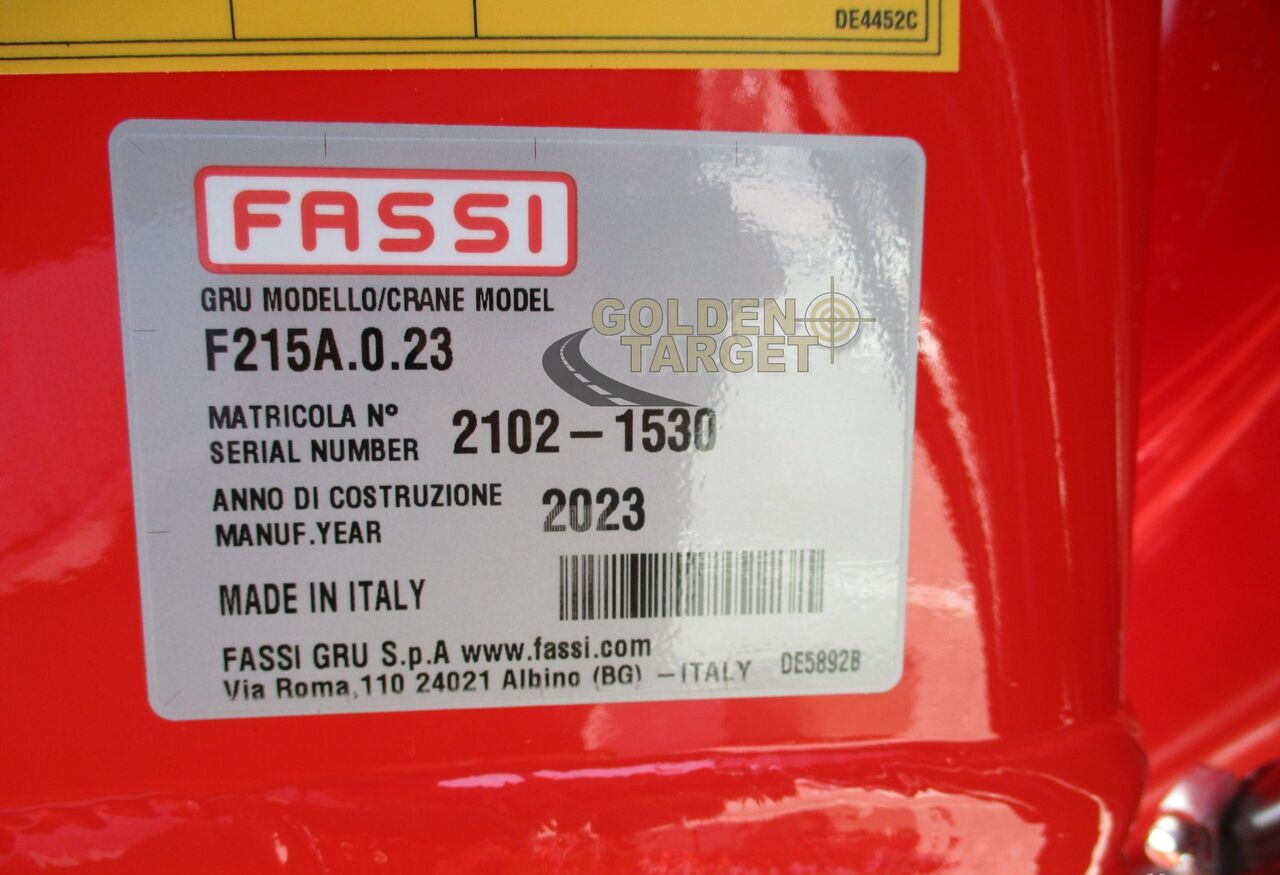 DE4452C
FASSI
GRU MODELLO/CRANE MODEL
F215A.0.23
GOLDEN
TARGET
MATRICOLA Nº
SERIAL NUMBER
2102-1530
ANNO DI COSTRUZIONE
MANUF.YEAR
2023
MADE IN ITALY
FASSI GRU S.p.A www.fassi.com
Via Roma,110 24021 Albino (BG) -ITALY
DE5892B